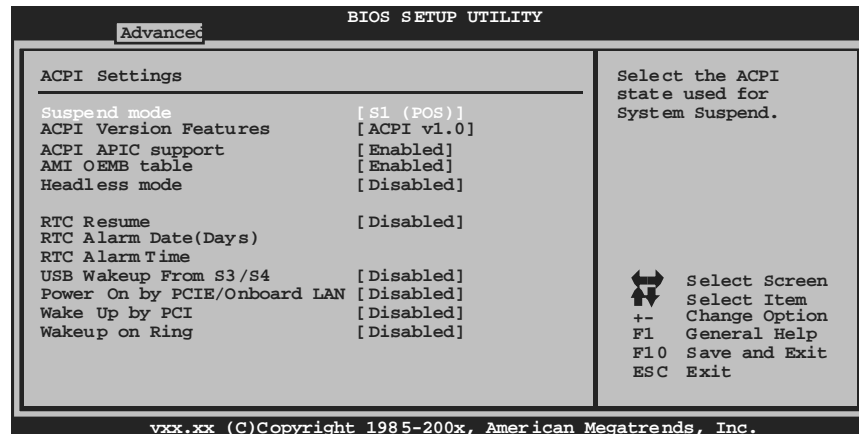 BIOS SETUP UTILITY
Advanced
ACPI Settings
Suspend mode [S1 (POS)]
ACPI Version Features [ACPI v1.0]
ACPI APIC support [Enabled]
AMI OEMB table [Enabled]
Headless mode [Disabled]
RTC Resume [Disabled]
RTC Alarm Date(Days)
RTC Alarm Time
USB Wakeup From S3/S4 [Disabled]
Power On by PCIE/Onboard LAN [Disabled]
Wake Up by PCI [Disabled]
Wakeup on Ring [Disabled]
Select the ACPI
state used for
System Suspend.
Select Screen
Select Item
+- Change Option
F1 General Help
F10 Save and Exit
ESC Exit
vxx.xx (C)Copyright 1985-200x, American Megatrends, Inc.